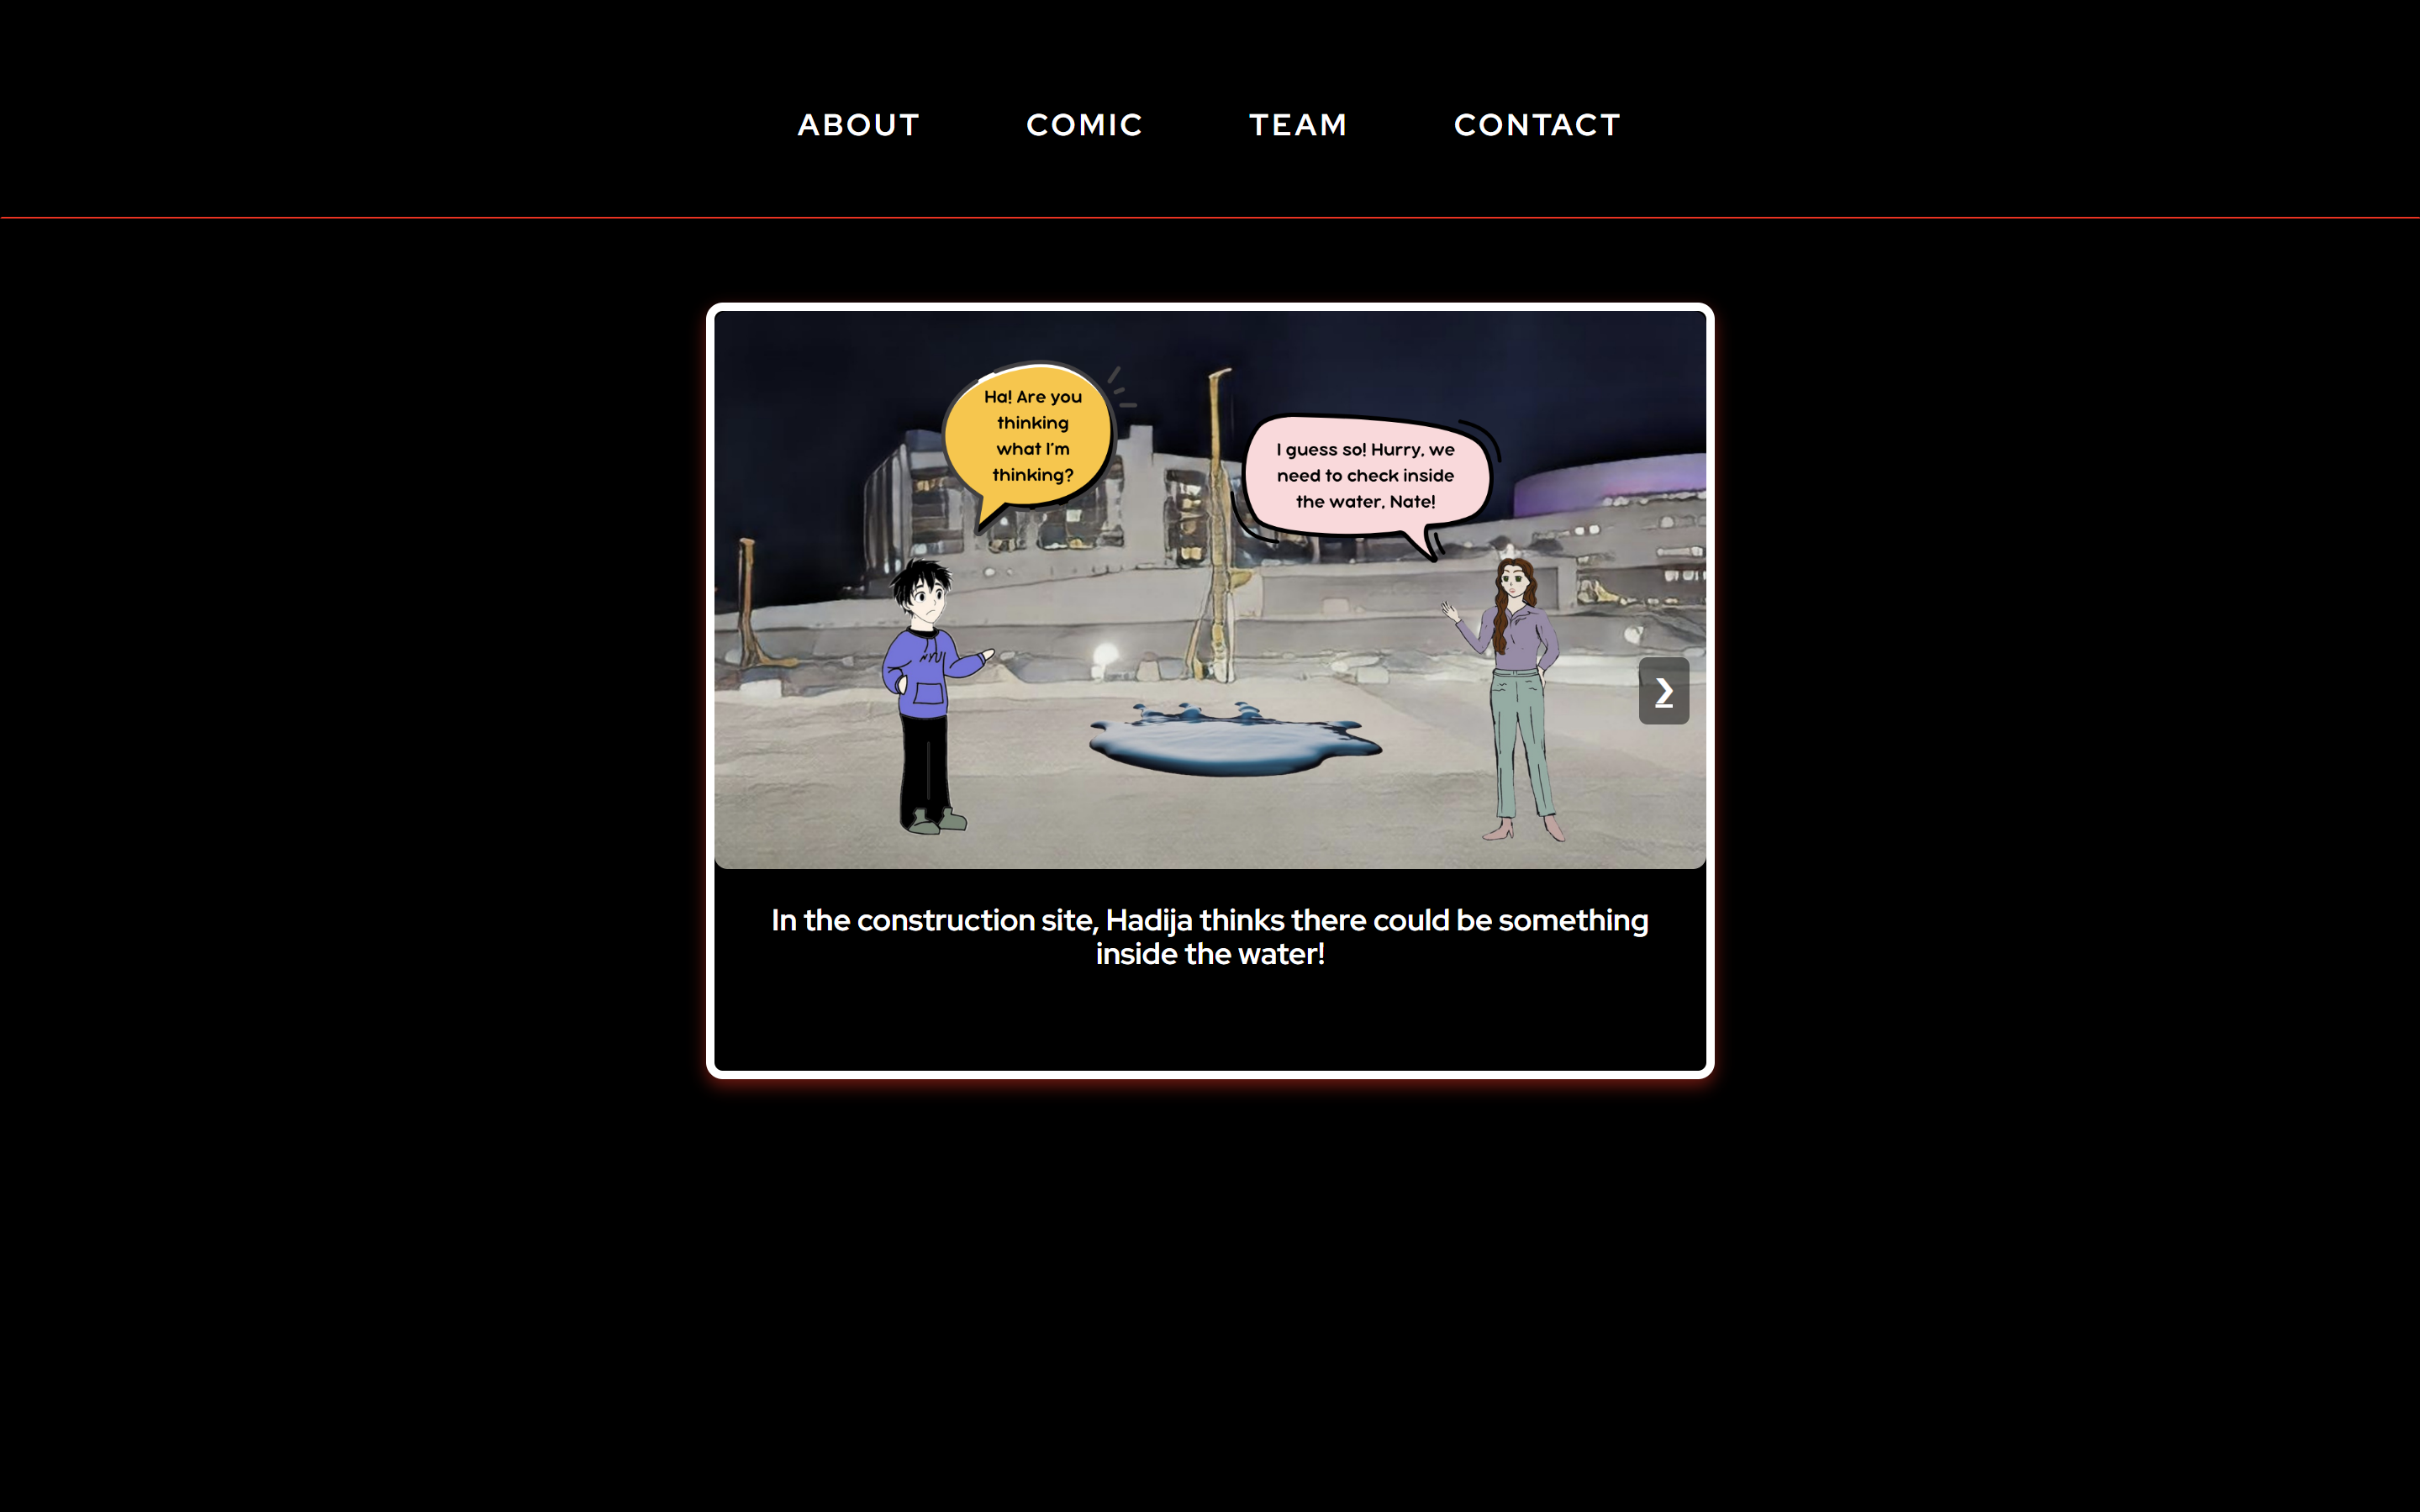 ABOUT COMIC TEAM CONTACT
Ha! Are you
thinking
what I'm
thinking?
I guess so! Hurry, we
need to check inside
the water, Nate!
NYU
In the construction site, Hadija thinks there could be something
inside the water!